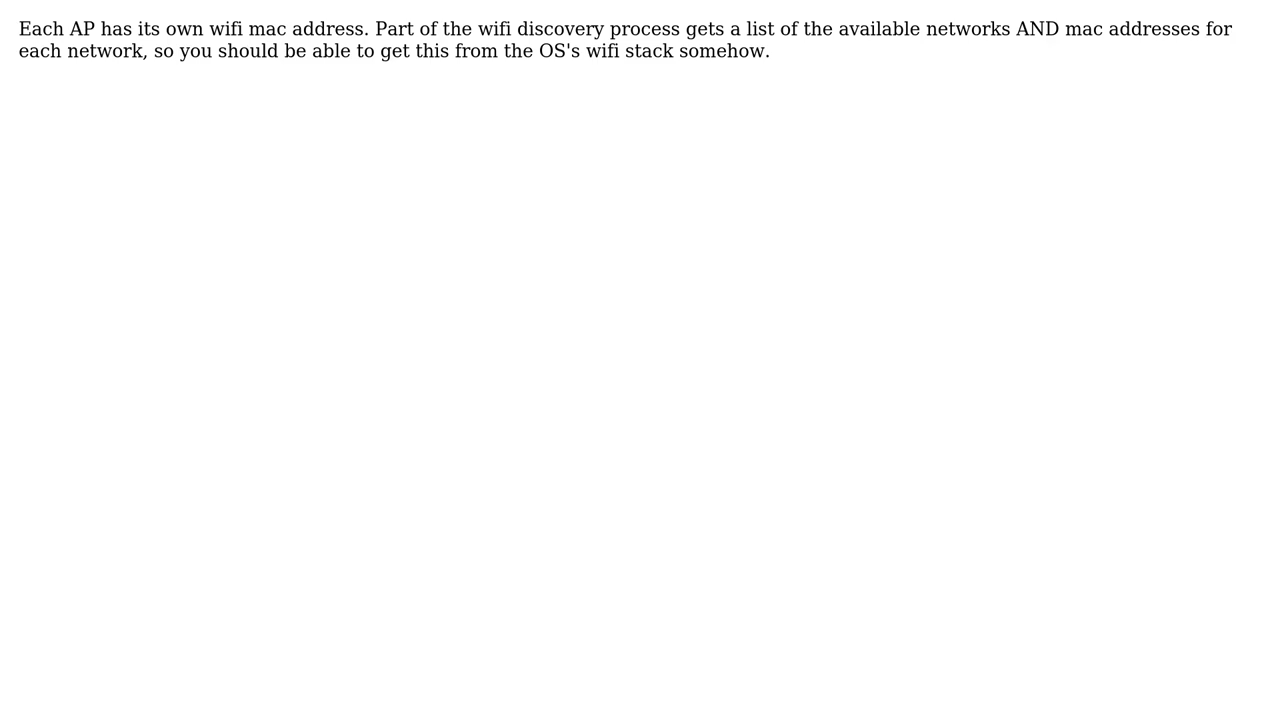 Each AP has its own wifi mac address. Part of the wifi discovery process gets a list of the available networks AND mac addresses for
each network, so you should be able to get this from the OS's wifi stack somehow.